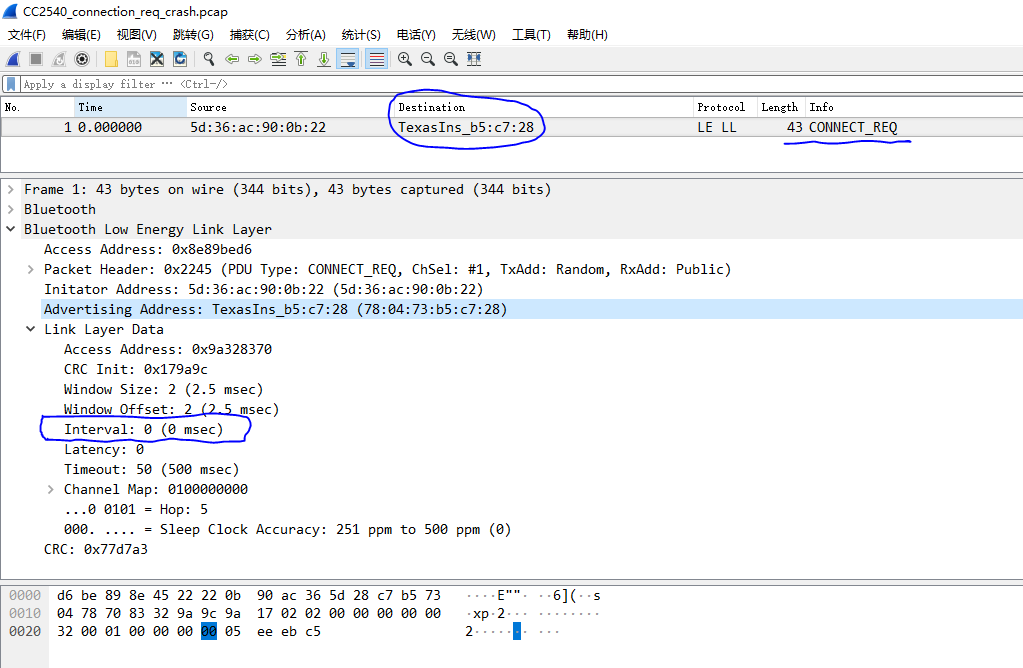 CC2540_connection_req_crash.pcap
文件(F) 编辑(E) 视图(V) 跳转(G) 捕获(C) 分析(A) 统计(S) 电话(Y) 无线(W) 工具(T) 帮助(H)
Apply a display filter ⋯ <Ctrl-/>
No. Time Source Destination Protocol Length Info
1 0.000000 5d:36:ac:90:0b:22 TexasIns_b5:c7:28 LE LL 43 CONNECT_REQ
Frame 1: 43 bytes on wire (344 bits), 43 bytes captured (344 bits)
Bluetooth
Bluetooth Low Energy Link Layer
Access Address: 0x8e89bed6
Packet Header: 0x2245 (PDU Type: CONNECT_REQ, ChSel: #1, TxAdd: Random, RxAdd: Public)
Initator Address: 5d:36:ac:90:0b:22 (5d:36:ac:90:0b:22)
Advertising Address: TexasIns_b5:c7:28 (78:04:73:b5:c7:28)
Link Layer Data
Access Address: 0x9a328370
CRC Init: 0x179a9c
Window Size: 2 (2.5 msec)
Window Offset: 2 (2.5 msec)
Interval: 0 (0 msec)
Latency: 0
Timeout: 50 (500 msec)
Channel Map: 0100000000
...0 0101 = Hop: 5
000. .... = Sleep Clock Accuracy: 251 ppm to 500 ppm (0)
CRC: 0x77d7a3
0000 d6 be 89 8e 45 22 22 0b 90 ac 36 5d 28 c7 b5 73 ····E""· ··6](··s
0010 04 78 70 83 32 9a 9c 9a 17 02 02 00 00 00 00 00 ·xp·2··· ········
0020 32 00 01 00 00 00 00 05 ee eb c5 2······· ···